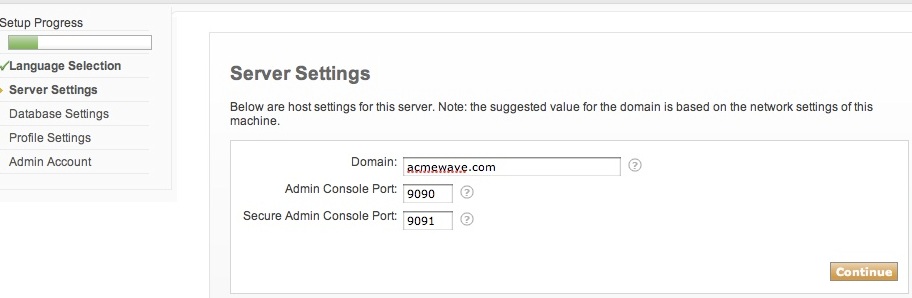 Setup Progress
Language Selection
Server Settings
Database Settings
Profile Settings
Admin Account
Server Settings
Below are host settings for this server. Note: the suggested value for the domain is based on the network settings of this
machine.
Domain: acmewave.com ?
Admin Console Port: 9090 ?
Secure Admin Console Port: 9091 ?
Continue